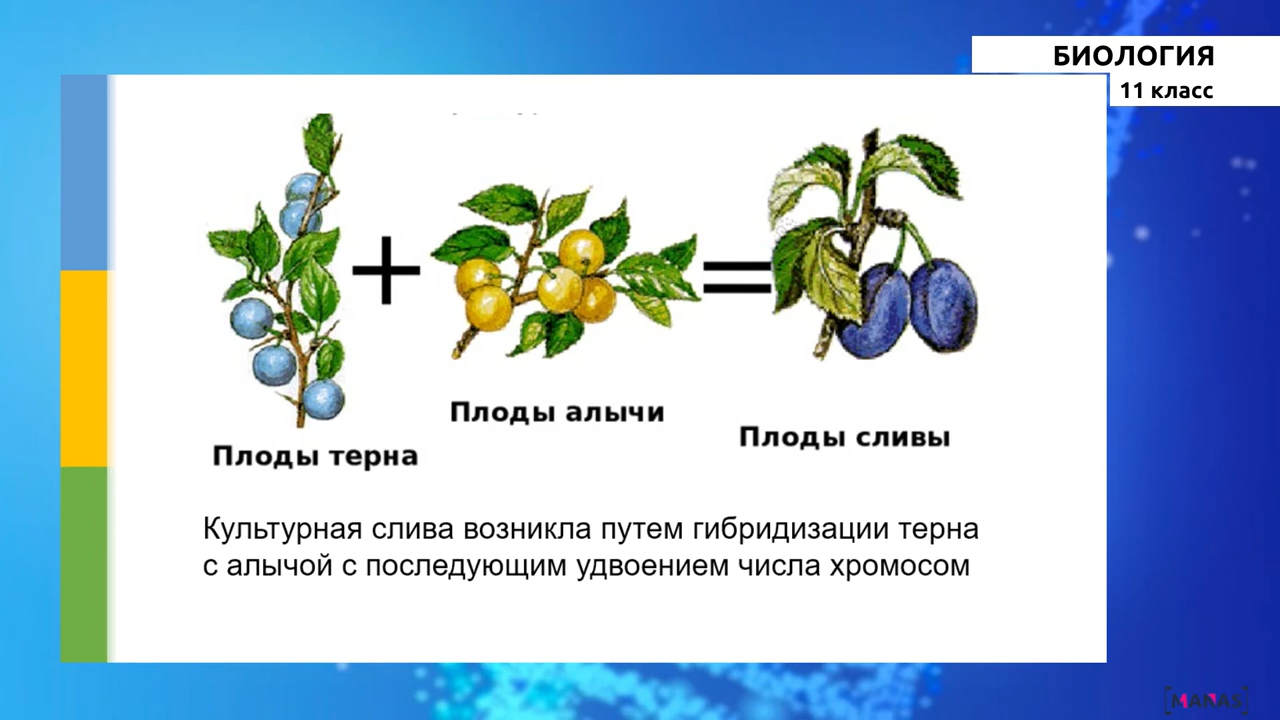 БИОЛОГИЯ
11 класс
Плоды терна
Плоды алычи
Плоды сливы
Культурная слива возникла путем гибридизации терна
с алычой с последующим удвоением числа хромосом
MANAS